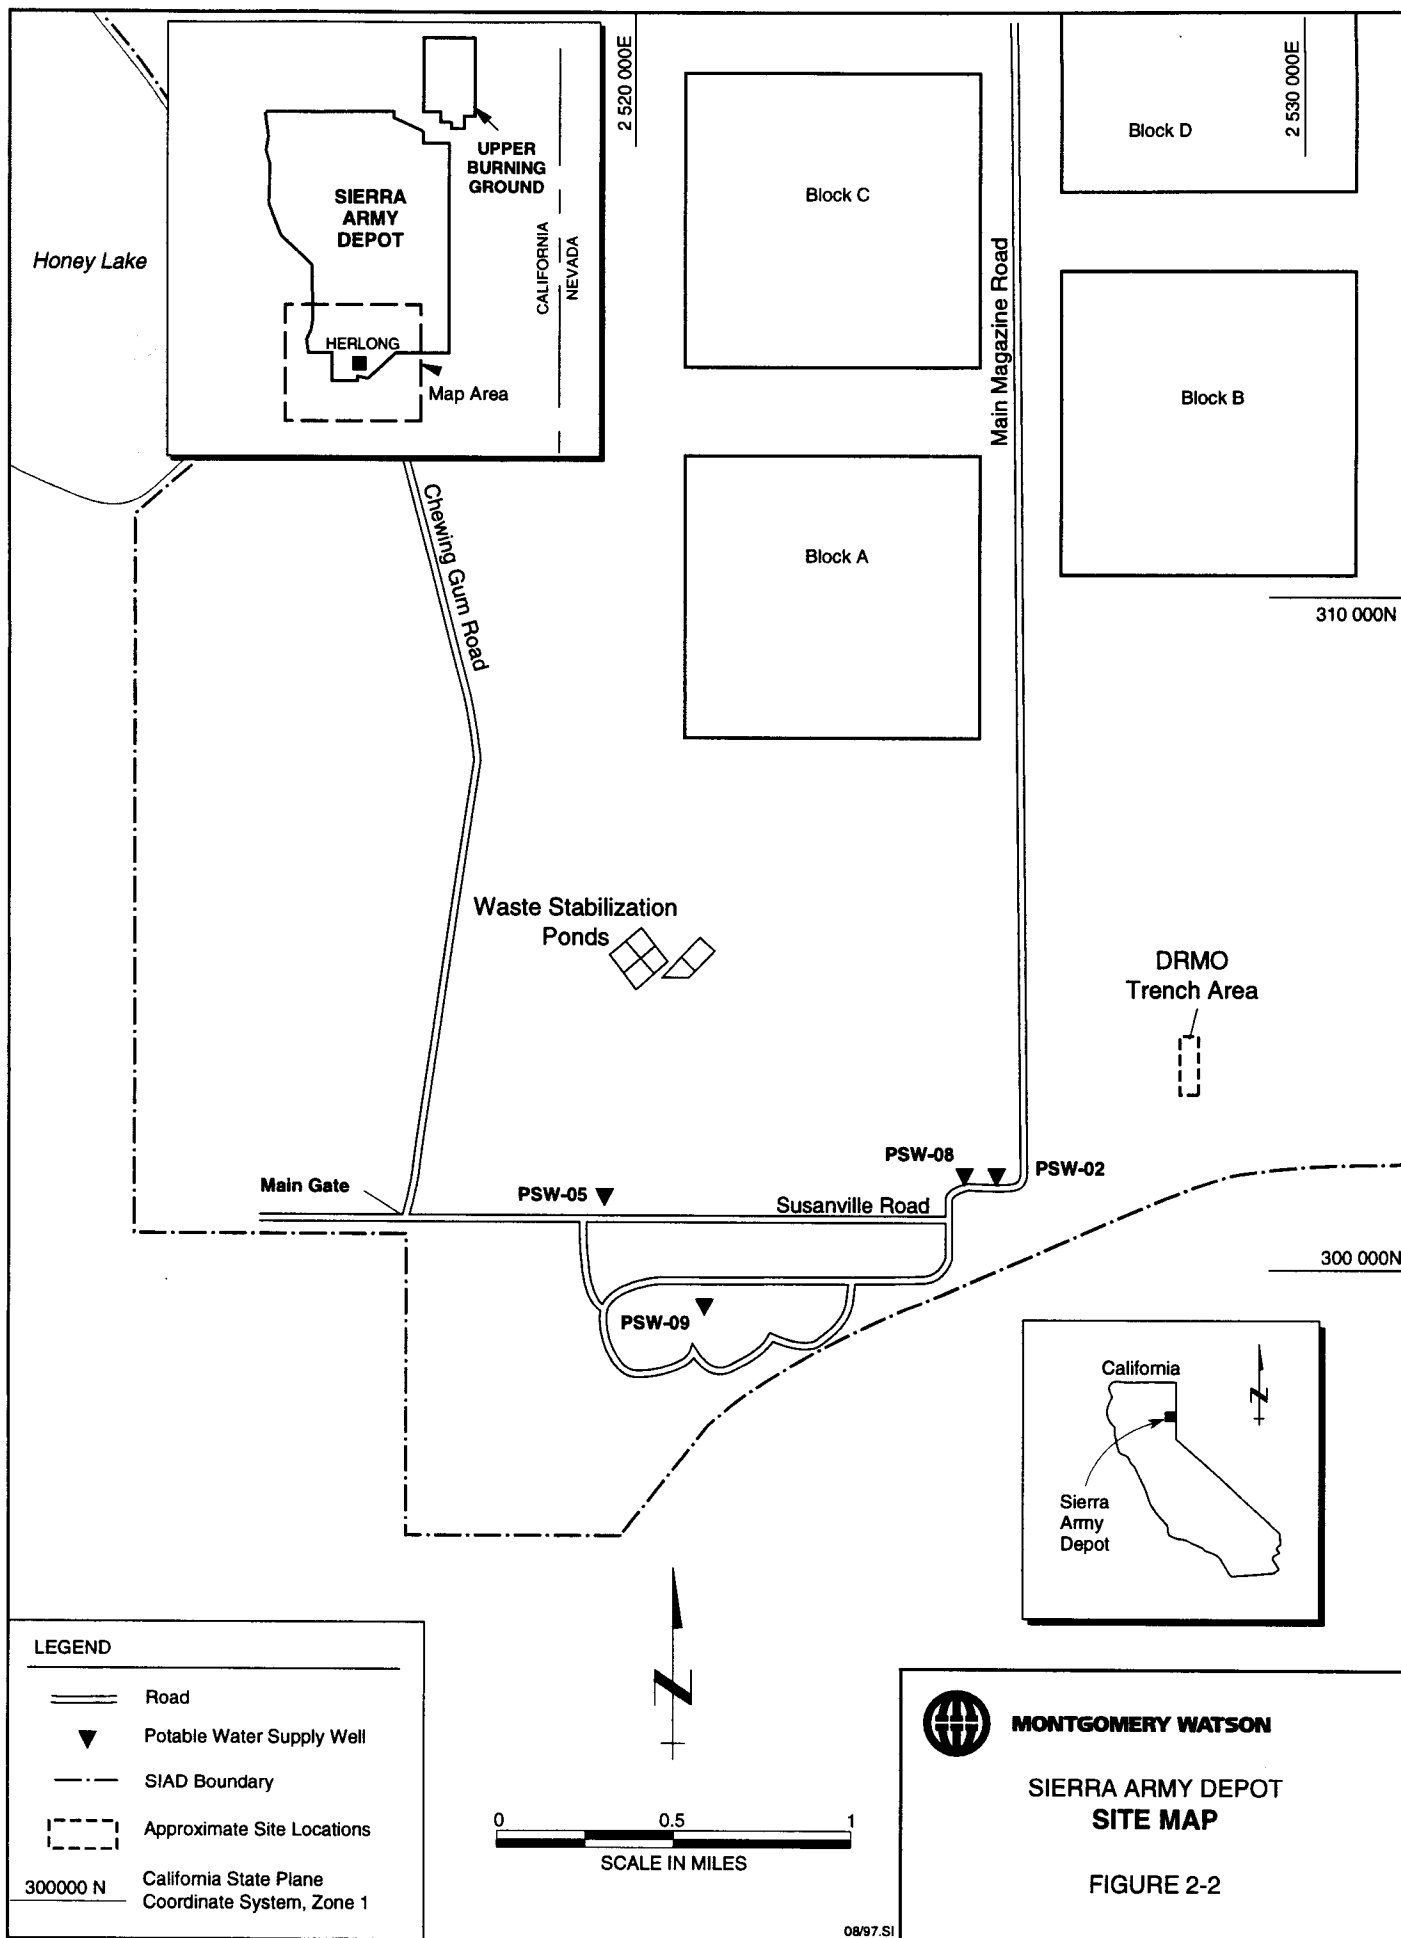 2 520 000E
2 530 000E
UPPER
BURNING
GROUND
SIERRA
ARMY
DEPOT
CALIFORNIA
NEVADA
HERLONG
Map Area
Honey Lake
Block C
Block D
Main Magazine Road
Block B
Block A
Chewing Gum Road
310 000N
Waste Stabilization
Ponds
DRMO
Trench Area
PSW-08
PSW-02
Main Gate
PSW-05
Susanville Road
300 000N
PSW-09
California
N
Sierra
Army
Depot
N
LEGEND
Road
Potable Water Supply Well
SIAD Boundary
Approximate Site Locations
300000 N
California State Plane
Coordinate System, Zone 1
0 0.5 1
SCALE IN MILES
08/97.SI
MONTGOMERY WATSON
SIERRA ARMY DEPOT
SITE MAP
FIGURE 2-2